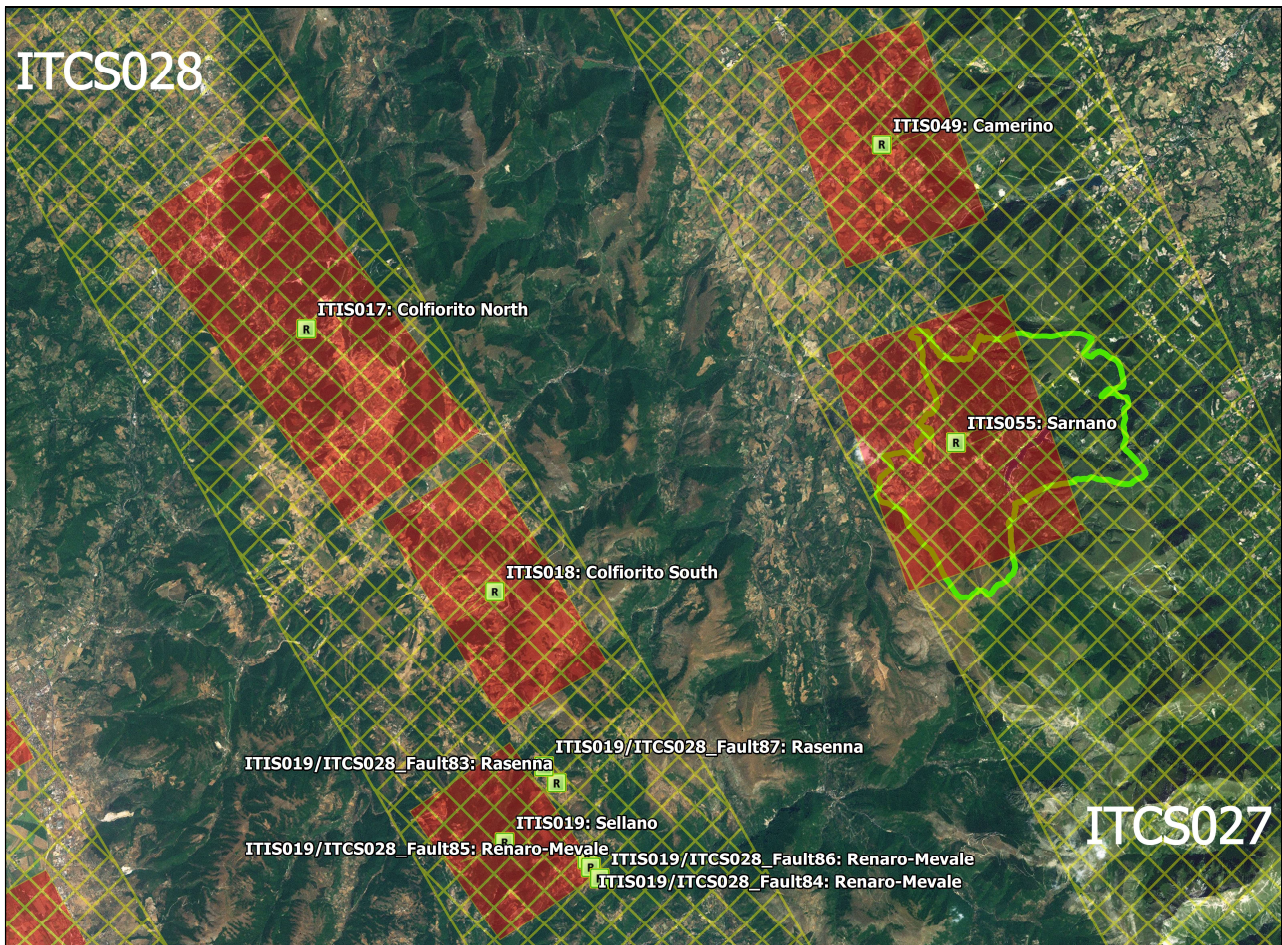 ITCS028
ITIS049: Camerino
R
ITIS017: Colfiorito North
R
ITIS055: Sarnano
R
ITIS018: Colfiorito South
R
ITIS019/ITCS028_Fault87: Rasenna
ITIS019/ITCS028_Fault83: Rasenna
R
ITIS019: Sellano
R
ITIS019/ITCS028_Fault85: Renaro-Mevale
ITIS019/ITCS028_Fault86: Renaro-Mevale
R
ITIS019/ITCS028_Fault84: Renaro-Mevale
ITCS027